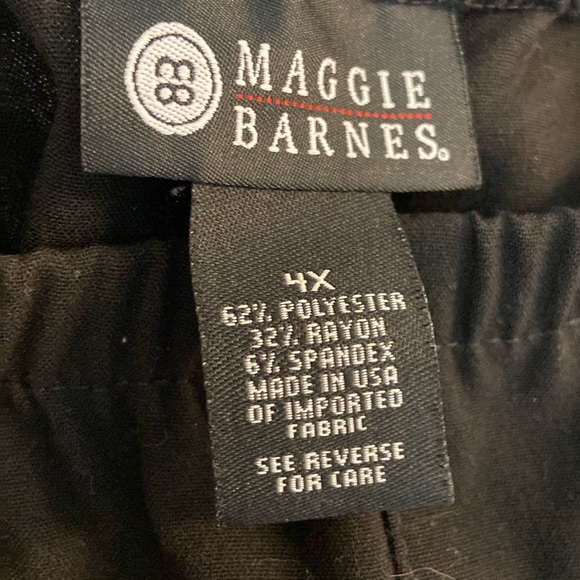 MAGGIE
BARNES
4X
62% POLYESTER
32% RAYON
6% SPANDEX
MADE IN USA
OF IMPORTED
FABRIC
SEE REVERSE
FOR CARE